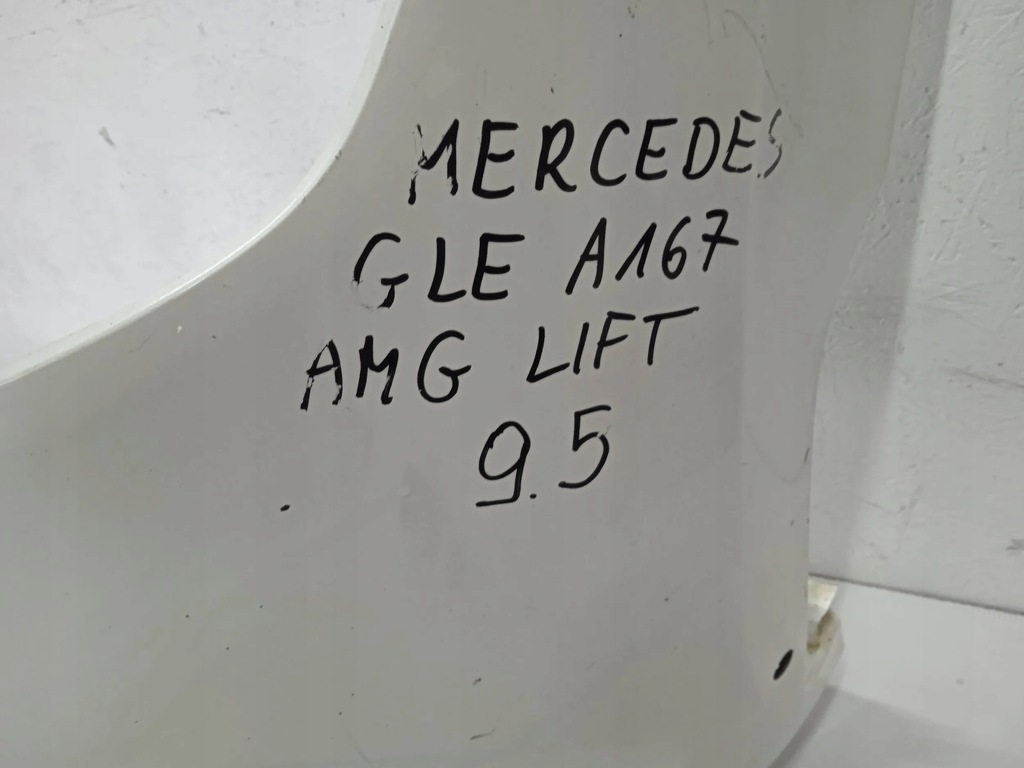 MERCEDES
GLE A167
AMG LIFT
9.5